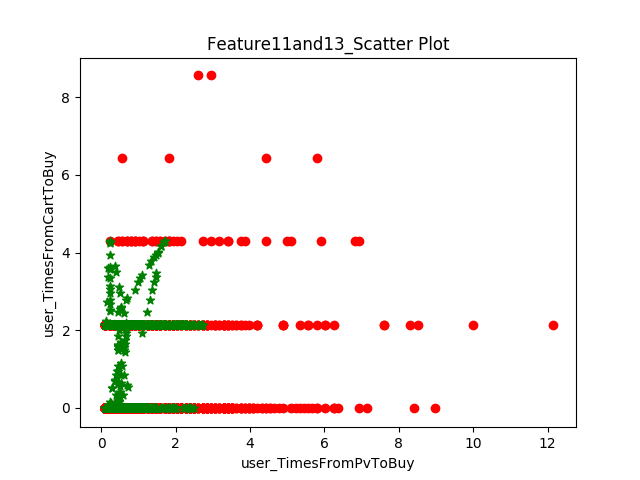 Feature11and13_Scatter Plot
user_TimesFromCartToBuy
8
6
4
2
0
0 2 4 6 8 10 12
user_TimesFromPvToBuy